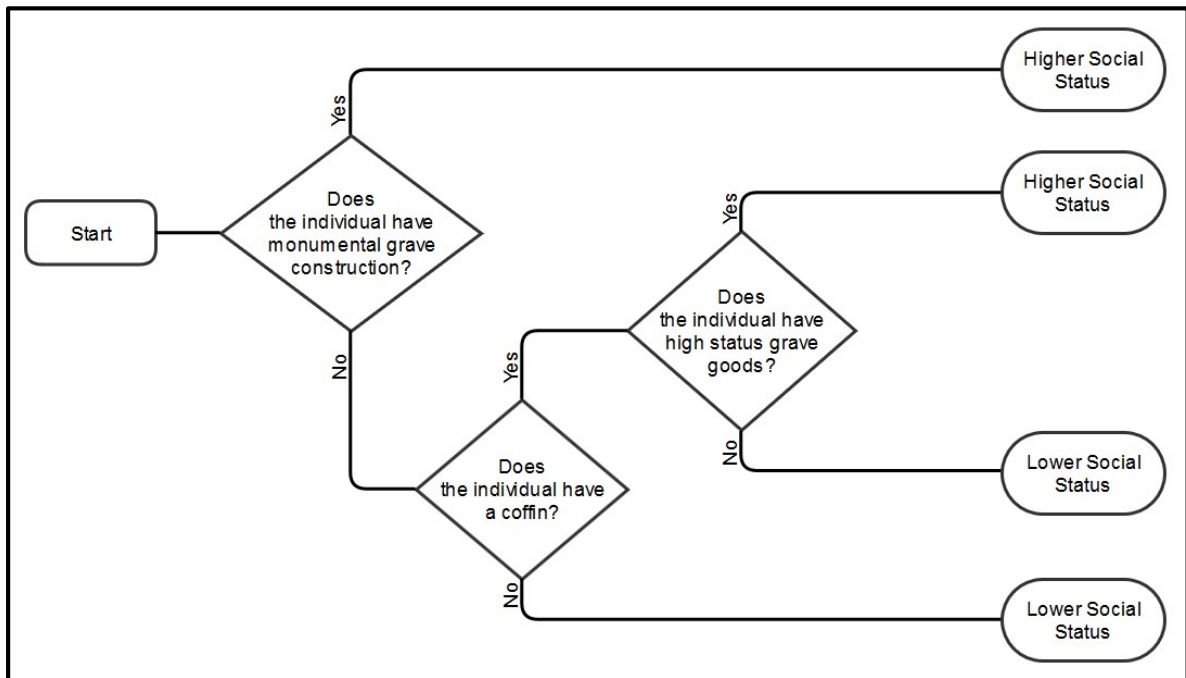 Start
Does
the individual have
monumental grave
construction?
Yes
Higher Social
Status
No
Does
the individual have
a coffin?
Yes
Does
the individual have
high status grave
goods?
Yes
Higher Social
Status
No
Lower Social
Status
No
Lower Social
Status